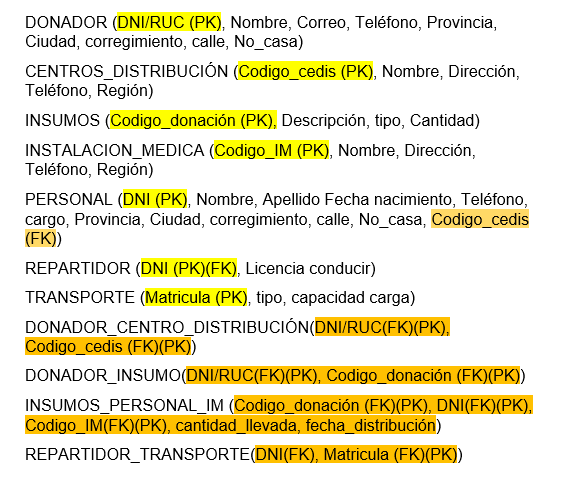 DONADOR (DNI/RUC (PK), Nombre, Correo, Teléfono, Provincia,
Ciudad, corregimiento, calle, No_casa)
CENTROS_DISTRIBUCIÓN (Codigo_cedis (PK), Nombre, Dirección,
Teléfono, Región)
INSUMOS (Codigo_donación (PK), Descripción, tipo, Cantidad)
INSTALACION_MEDICA (Codigo_IM (PK), Nombre, Dirección,
Teléfono, Región)
PERSONAL (DNI (PK), Nombre, Apellido Fecha nacimiento, Teléfono,
cargo, Provincia, Ciudad, corregimiento, calle, No_casa, Codigo_cedis
(FK))
REPARTIDOR (DNI (PK)(FK), Licencia conducir)
TRANSPORTE (Matricula (PK), tipo, capacidad carga)
DONADOR_CENTRO_DISTRIBUCIÓN(DNI/RUC(FK)(PK),
Codigo_cedis (FK)(PK))
DONADOR_INSUMO(DNI/RUC(FK)(PK), Codigo_donación (FK)(PK))
INSUMOS_PERSONAL_IM (Codigo_donación (FK)(PK), DNI(FK)(PK),
Codigo_IM(FK)(PK), cantidad_llevada, fecha_distribución)
REPARTIDOR_TRANSPORTE(DNI(FK), Matricula (FK)(PK))